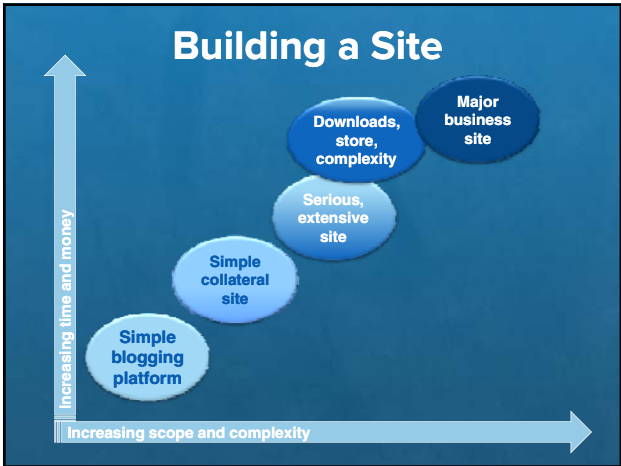 Building a Site
Major
business
site
Downloads,
store,
complexity
Serious,
extensive
site
Simple
collateral
site
Simple
blogging
platform
Increasing time and money
Increasing scope and complexity